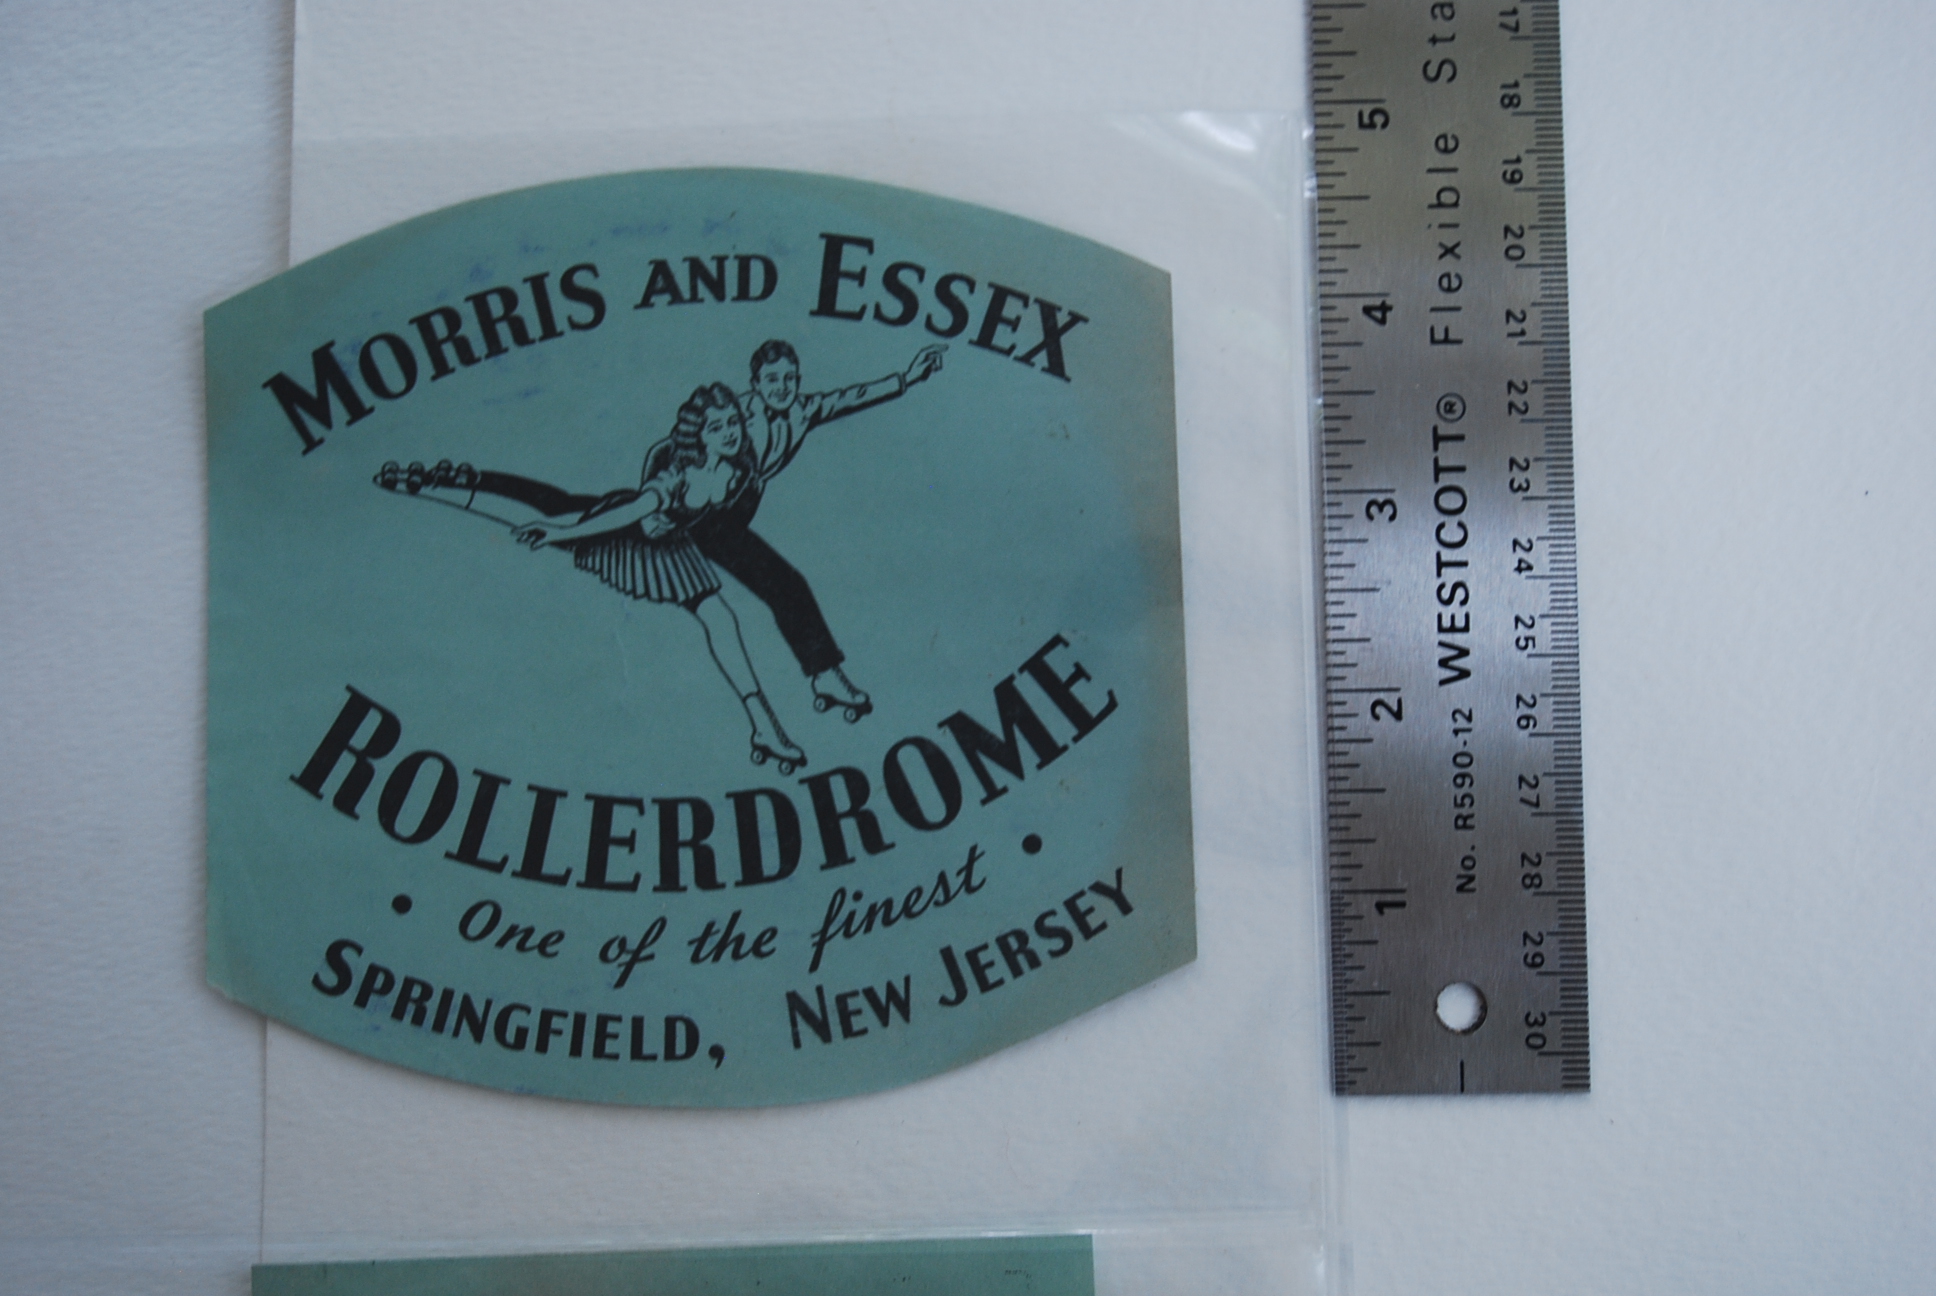 MORRIS AND ESSEX
ROLLERDROME
• One of the finest •
SPRINGFIELD, NEW JERSEY
1 2 3 4 5
No. R590-12 WESTCOTT® Flexible Sta
30 29 28 27 26 25 24 23 22 21 20 19 18 17